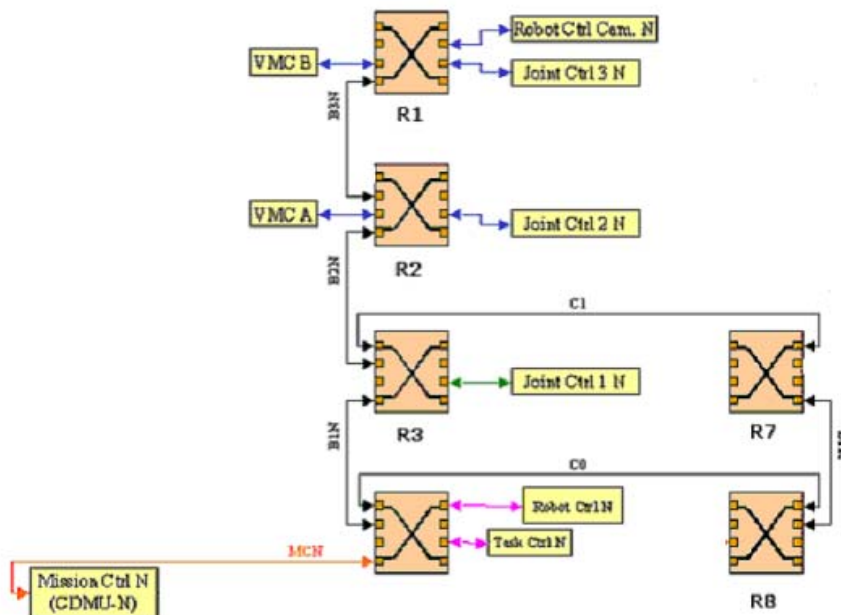 Robot Ctrl Cam. N
VMC B
Joint Ctrl 3 N
R1
B3N
VMC A
Joint Ctrl 2 N
R2
B2N
C1
Joint Ctrl 1 N
R3
R7
B1N
C0
Robot Ctrl N
Task Ctrl N
MCN
Mission Ctrl N
(CDMU-N)
R8